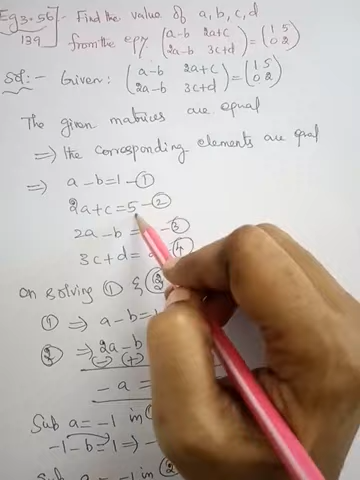 Eg 3.56 :- Find the value of a, b, c, d
139 from the eqn (a-b 2a+c 2a-b 3c+d) = (1 5 0 2)
Sol:- Given: (a-b 2a+c 2a-b 3c+d) = (1 5 0 2)
The given matrices are equal
⇒ the corresponding elements are equal
⇒ a-b=1-①
2a+c=5-②
2a-b = -③
3c+d= ④
On solving ① & ②
① ⇒ a-b=1
② ⇒ 2a-b
(-) (+)
-a =
Sub a=-1 in
-1-b=1 ⇒ -
Sub a=-1 in ②